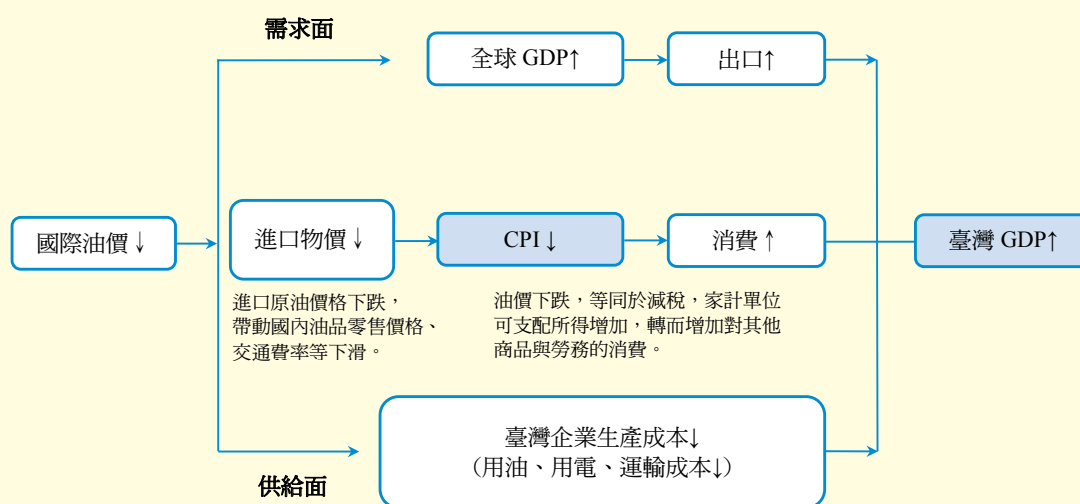 需求面
全球 GDP↑
出口↑
國際油價↓
進口物價↓
CPI↓
消費↑
臺灣 GDP↑
進口原油價格下跌，
帶動國內油品零售價格、
交通費率等下滑。
油價下跌，等同於減稅，家計單位
可支配所得增加，轉而增加對其他
商品與勞務的消費。
臺灣企業生產成本↓
（用油、用電、運輸成本↓）
供給面